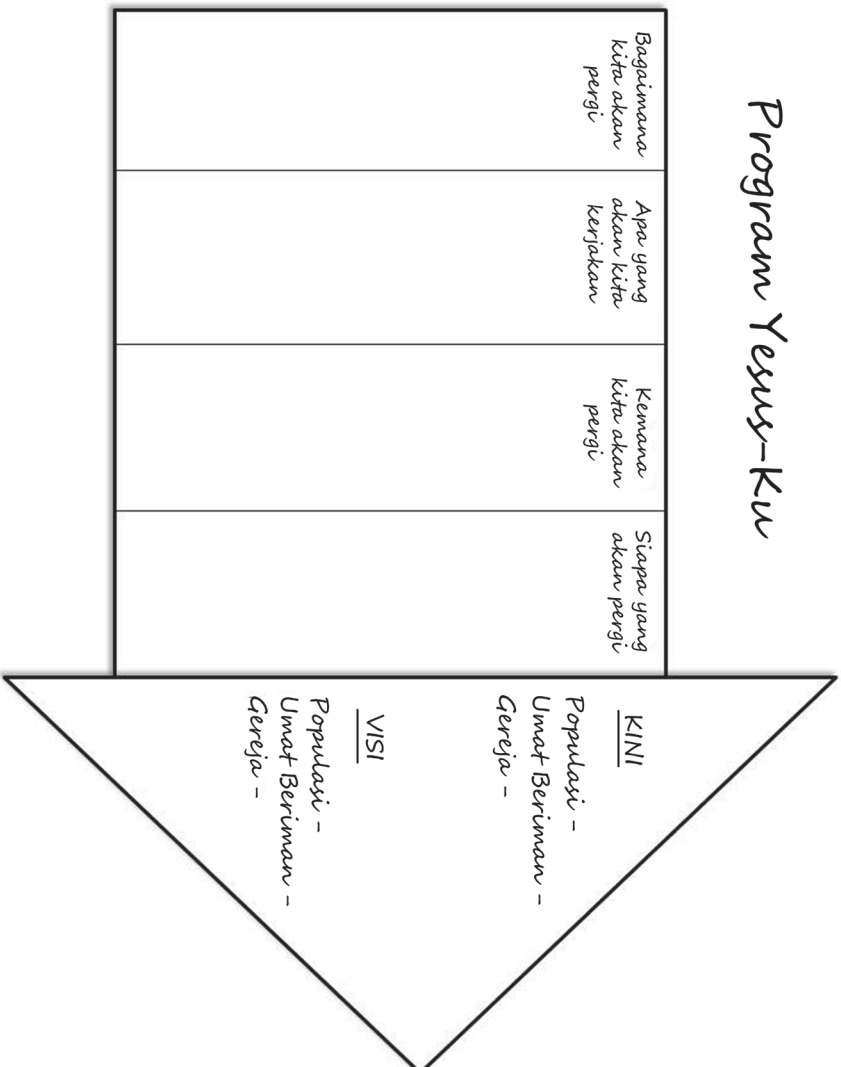 Program Yesus-Ku
Bagaimana
kita akan
pergi
Apa yang
akan kita
kerjakan
Kemana
kita akan
pergi
Siapa yang
akan pergi
KINI
Populasi -
Umat Beriman -
Gereja -
VISI
Populasi -
Umat Beriman -
Gereja -